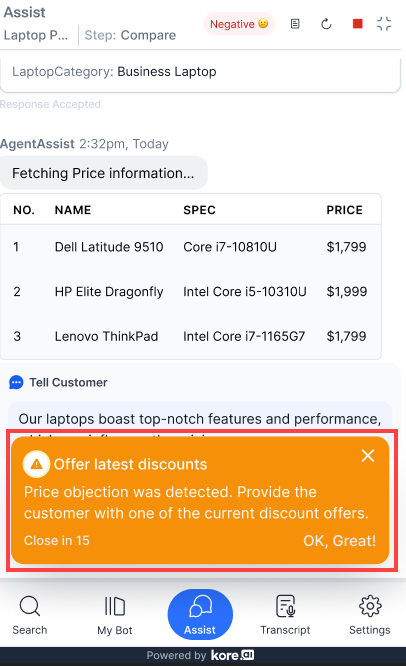 Assist
Laptop P... Step: Compare Negative
LaptopCategory: Business Laptop
Response Accepted
AgentAssist 2:32pm, Today
Fetching Price information...
NO. NAME SPEC PRICE
1 Dell Latitude 9510 Core i7-10810U $1,799
2 HP Elite Dragonfly Intel Core i5-10310U $1,999
3 Lenovo ThinkPad Intel Core i7-1165G7 $1,799
Tell Customer
Our laptops boast top-notch features and performance,
Offer latest discounts
Price objection was detected. Provide the
customer with one of the current discount offers.
Close in 15 OK, Great!
Search My Bot Assist Transcript Settings
Powered by kore.ai